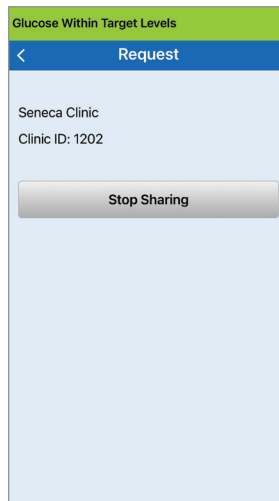 Glucose Within Target Levels
Request
Seneca Clinic
Clinic ID: 1202
Stop Sharing